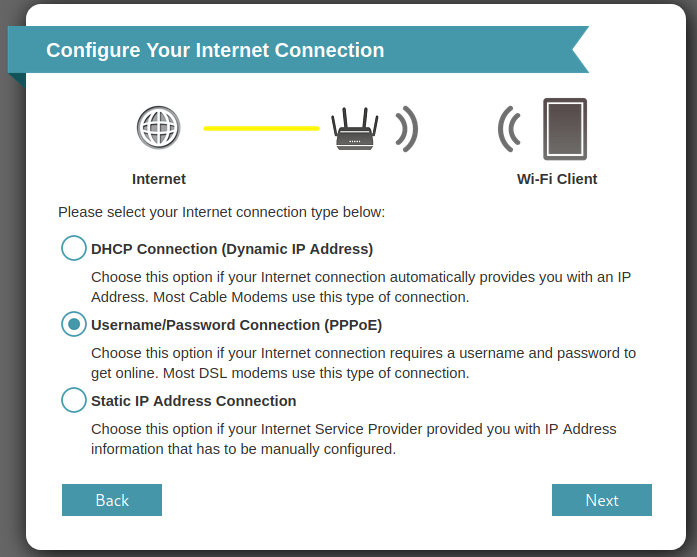 Configure Your Internet Connection
Internet
Wi-Fi Client
Please select your Internet connection type below:
DHCP Connection (Dynamic IP Address)
Choose this option if your Internet connection automatically provides you with an IP
Address. Most Cable Modems use this type of connection.
Username/Password Connection (PPPoE)
Choose this option if your Internet connection requires a username and password to
get online. Most DSL modems use this type of connection.
Static IP Address Connection
Choose this option if your Internet Service Provider provided you with IP Address
information that has to be manually configured.
Back
Next